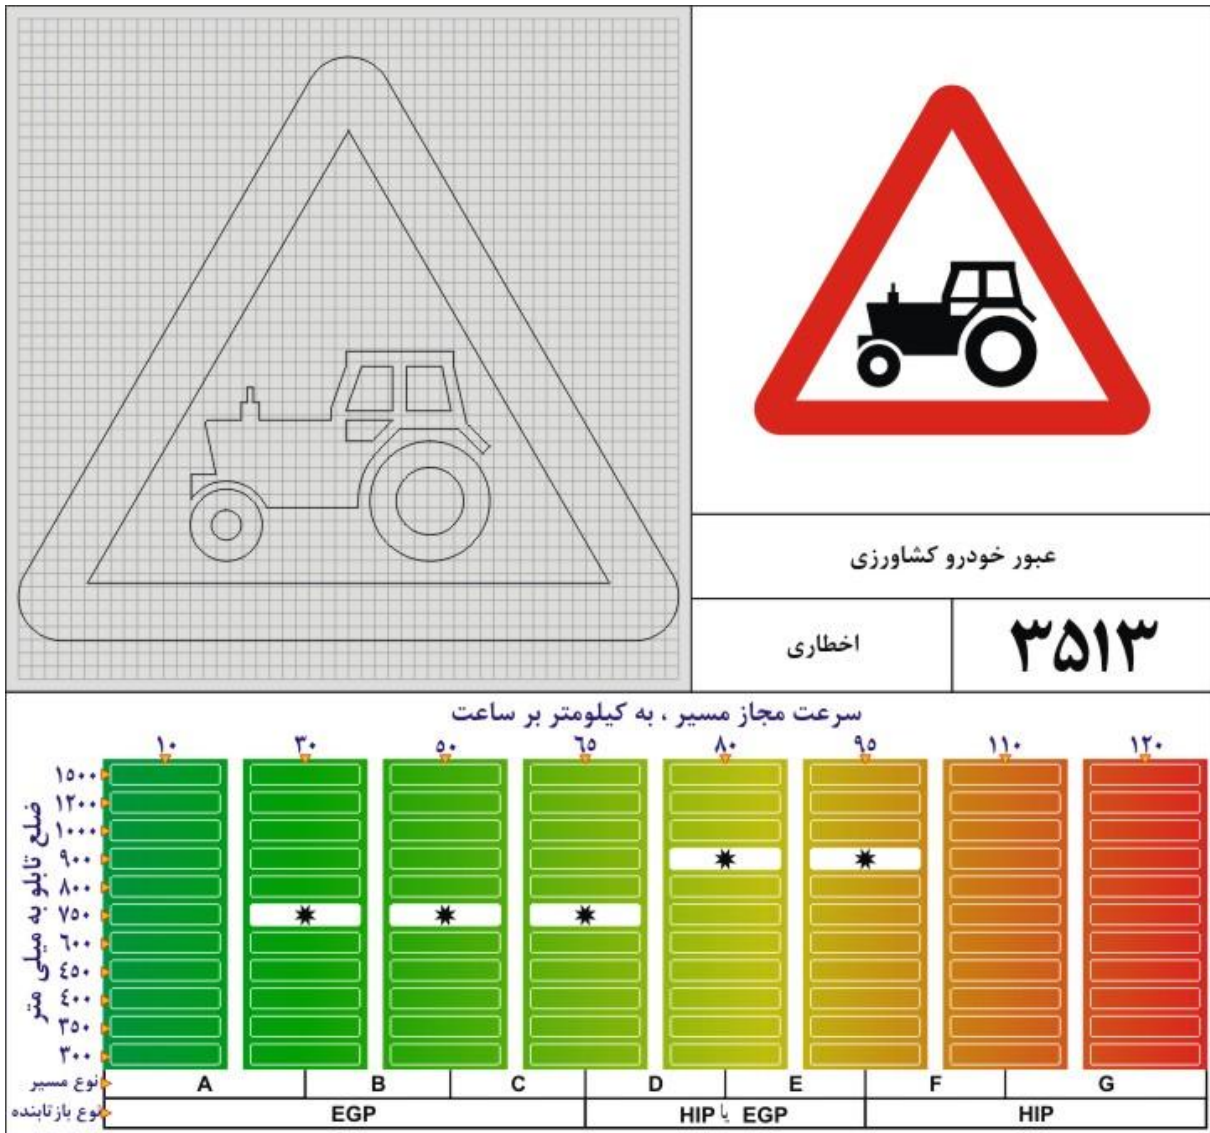 عبور خودرو کشاورزی
۳۵۱۳
اخطاری
سرعت مجاز مسیر ، به کیلومتر بر ساعت
۱۰ ۳۰ ۵۰ ۶۵ ۸۰ ۹۵ ۱۱۰ ۱۲۰
ضلع تابلو به میلی متر
۱۵۰۰
۱۲۰۰
۱۰۰۰
۹۰۰
۸۰۰
۷۵۰
۶۰۰
۴۵۰
۴۰۰
۳۵۰
۳۰۰
نوع مسیر A B C D E F G
نوع بازتابنده EGP HIP یا EGP HIP